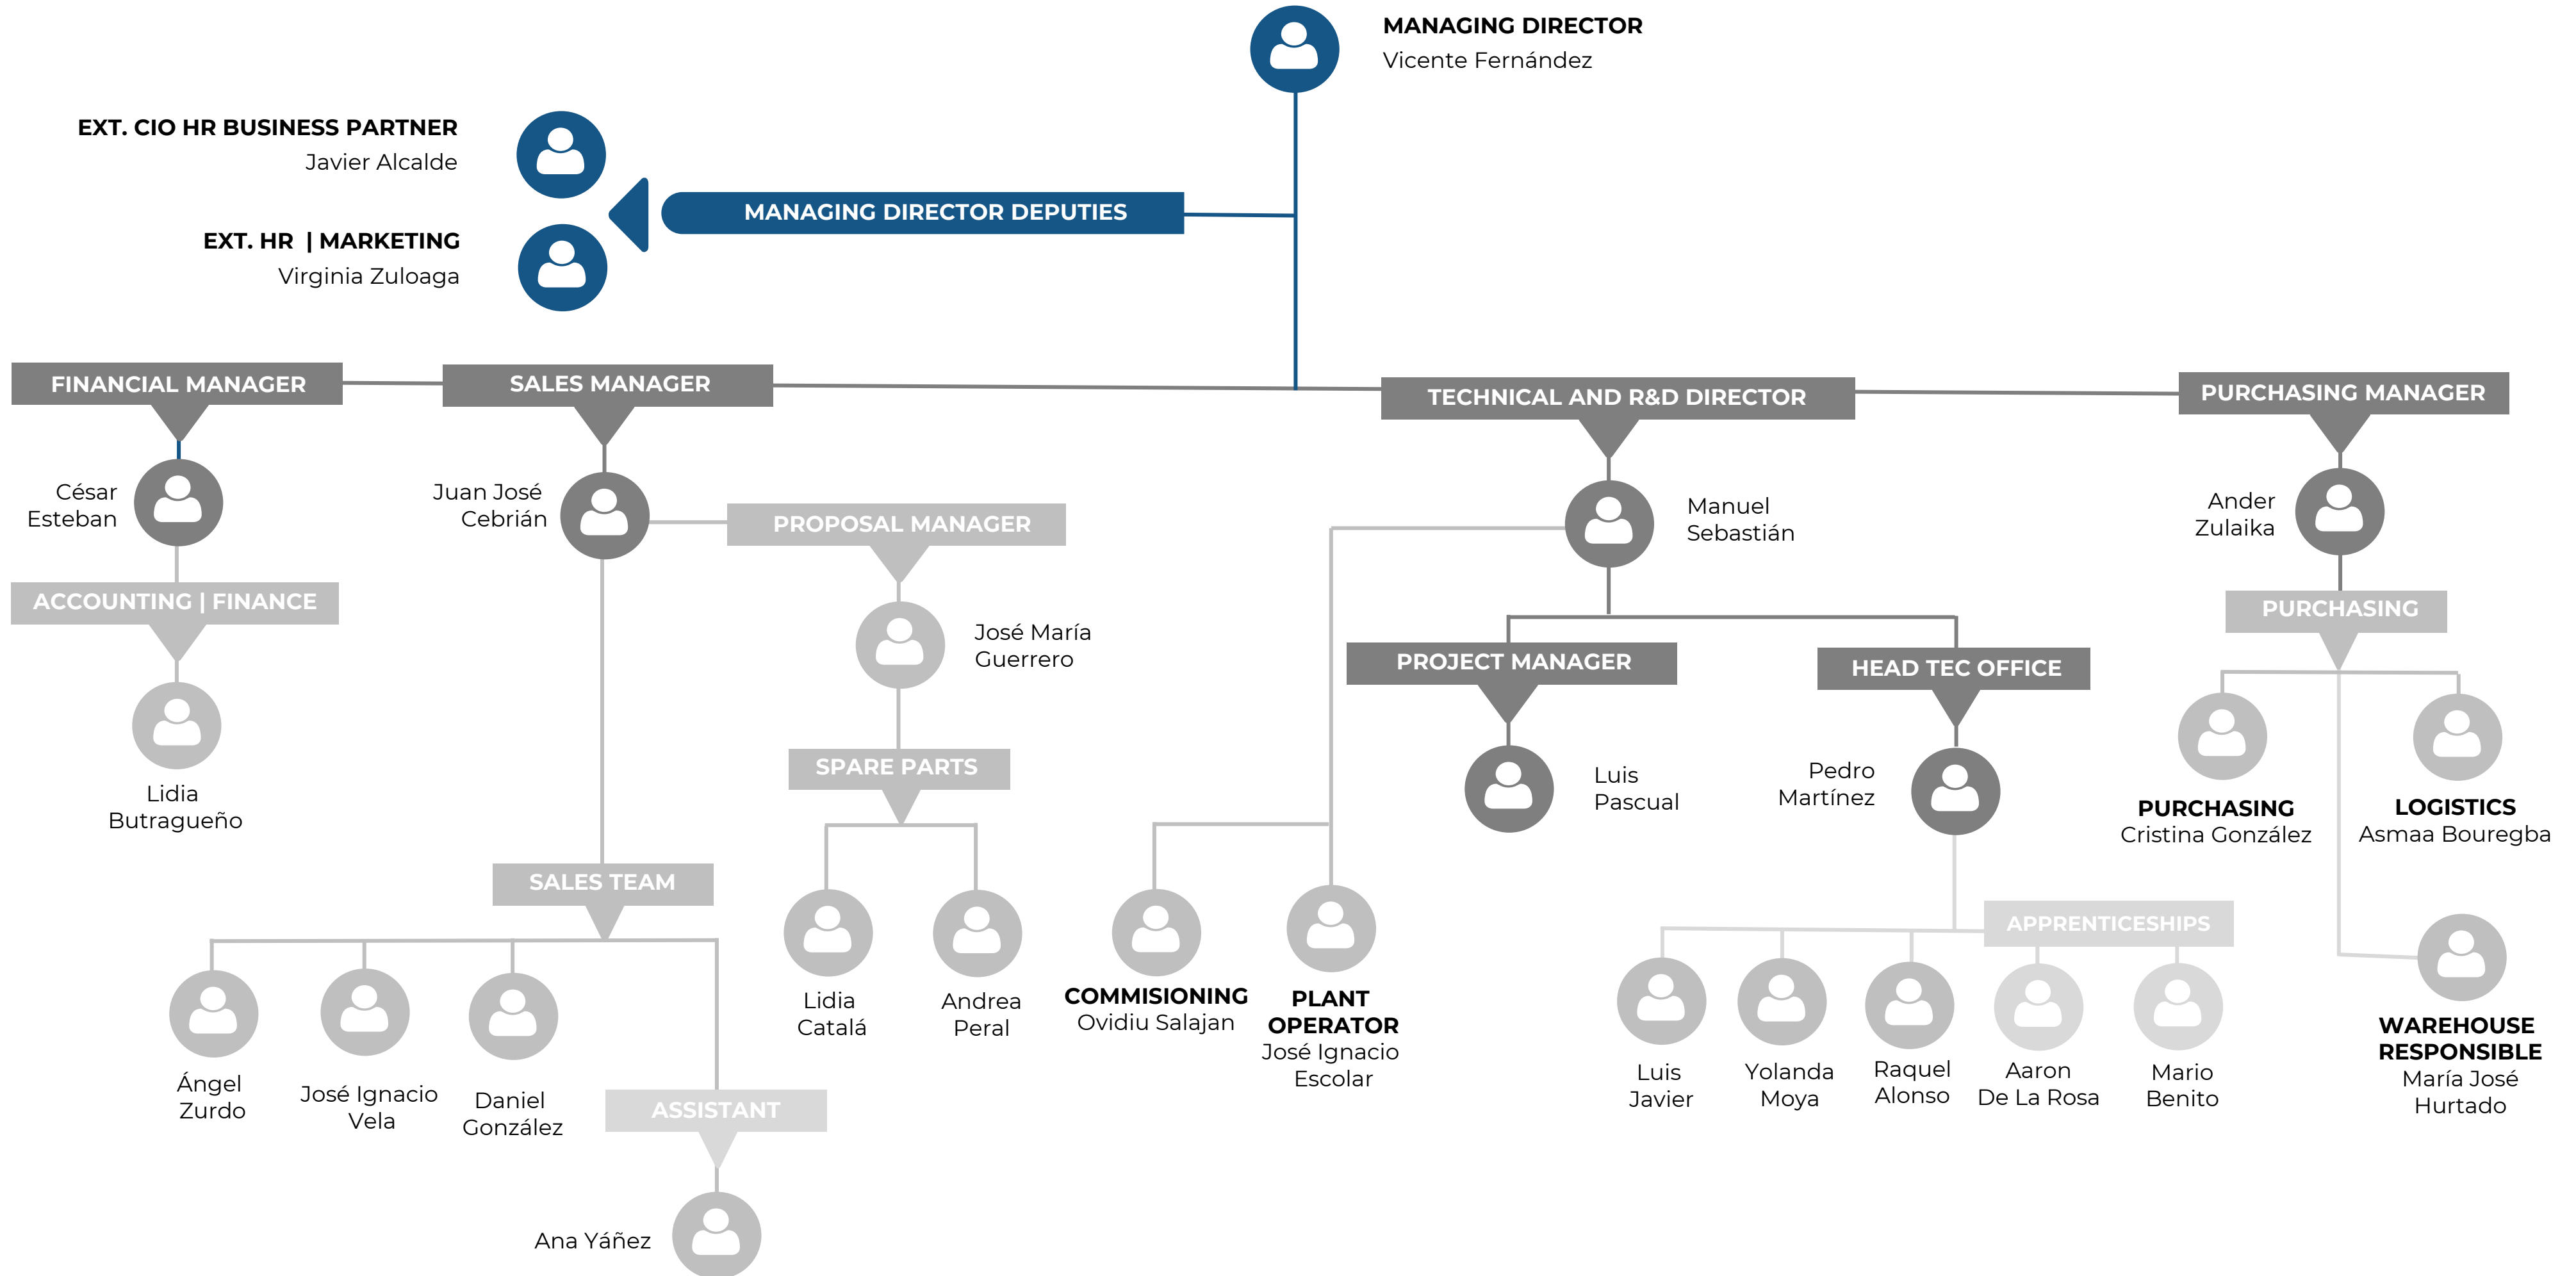 MANAGING DIRECTOR
Vicente Fernández
EXT. CIO HR BUSINESS PARTNER
Javier Alcalde
MANAGING DIRECTOR DEPUTIES
EXT. HR | MARKETING
Virginia Zuloaga
FINANCIAL MANAGER
SALES MANAGER
TECHNICAL AND R&D DIRECTOR
PURCHASING MANAGER
César
Esteban
Juan José
Cebrián
PROPOSAL MANAGER
Manuel
Sebastián
Ander
Zulaika
ACCOUNTING | FINANCE
José María
Guerrero
PURCHASING
PROJECT MANAGER
HEAD TEC OFFICE
Lidia
Butragueño
SPARE PARTS
Luis
Pascual
Pedro
Martínez
PURCHASING
Cristina González
LOGISTICS
Asmaa Bouregba
SALES TEAM
APPRENTICESHIPS
Lidia
Catalá
Andrea
Peral
COMMISIONING
Ovidiu Salajan
PLANT
OPERATOR
José Ignacio
Escolar
WAREHOUSE
RESPONSIBLE
María José
Hurtado
Ángel
Zurdo
José Ignacio
Vela
Daniel
González
Luis
Javier
Yolanda
Moya
Raquel
Alonso
Aaron
De La Rosa
Mario
Benito
ASSISTANT
Ana Yáñez